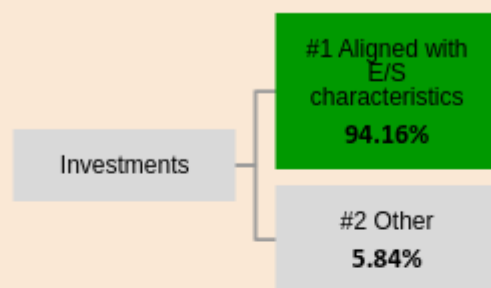 #1 Aligned with
E/S
characteristics
94.16%
Investments
#2 Other
5.84%